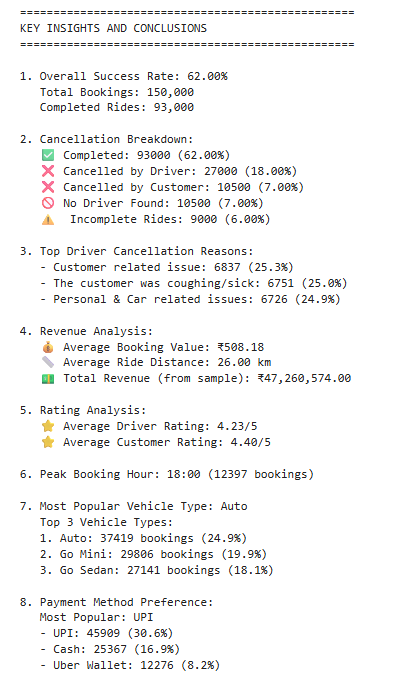 ==================================================
KEY INSIGHTS AND CONCLUSIONS
==================================================
1. Overall Success Rate: 62.00%
Total Bookings: 150,000
Completed Rides: 93,000
2. Cancellation Breakdown:
✅ Completed: 93000 (62.00%)
❌ Cancelled by Driver: 27000 (18.00%)
❌ Cancelled by Customer: 10500 (7.00%)
🚫 No Driver Found: 10500 (7.00%)
⚠️ Incomplete Rides: 9000 (6.00%)
3. Top Driver Cancellation Reasons:
- Customer related issue: 6837 (25.3%)
- The customer was coughing/sick: 6751 (25.0%)
- Personal & Car related issues: 6726 (24.9%)
4. Revenue Analysis:
💰 Average Booking Value: ₹508.18
📏 Average Ride Distance: 26.00 km
💵 Total Revenue (from sample): ₹47,260,574.00
5. Rating Analysis:
⭐ Average Driver Rating: 4.23/5
⭐ Average Customer Rating: 4.40/5
6. Peak Booking Hour: 18:00 (12397 bookings)
7. Most Popular Vehicle Type: Auto
Top 3 Vehicle Types:
1. Auto: 37419 bookings (24.9%)
2. Go Mini: 29806 bookings (19.9%)
3. Go Sedan: 27141 bookings (18.1%)
8. Payment Method Preference:
Most Popular: UPI
- UPI: 45909 (30.6%)
- Cash: 25367 (16.9%)
- Uber Wallet: 12276 (8.2%)